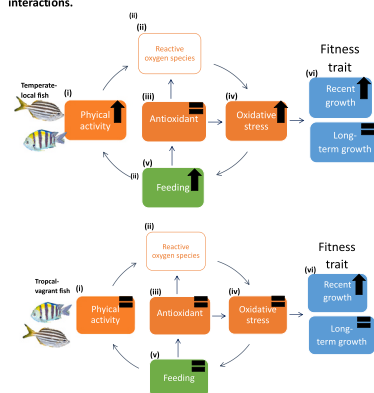 interactions.
(ii)
(ii)
Reactive
oxygen species
Temperate-
local fish
(i)
Phyical
activity
(iii)
Antioxidant
(iv)
Oxidative
stress
(ii)
(v)
Feeding
Fitness
trait
(vi)
Recent
growth
Long-
term growth
(ii)
Reactive
oxygen species
Tropcal-
vagrant fish
(i)
Phyical
activity
(iii)
Antioxidant
(iv)
Oxidative
stress
(v)
Feeding
Fitness
trait
(vi)
Recent
growth
Long-
term growth